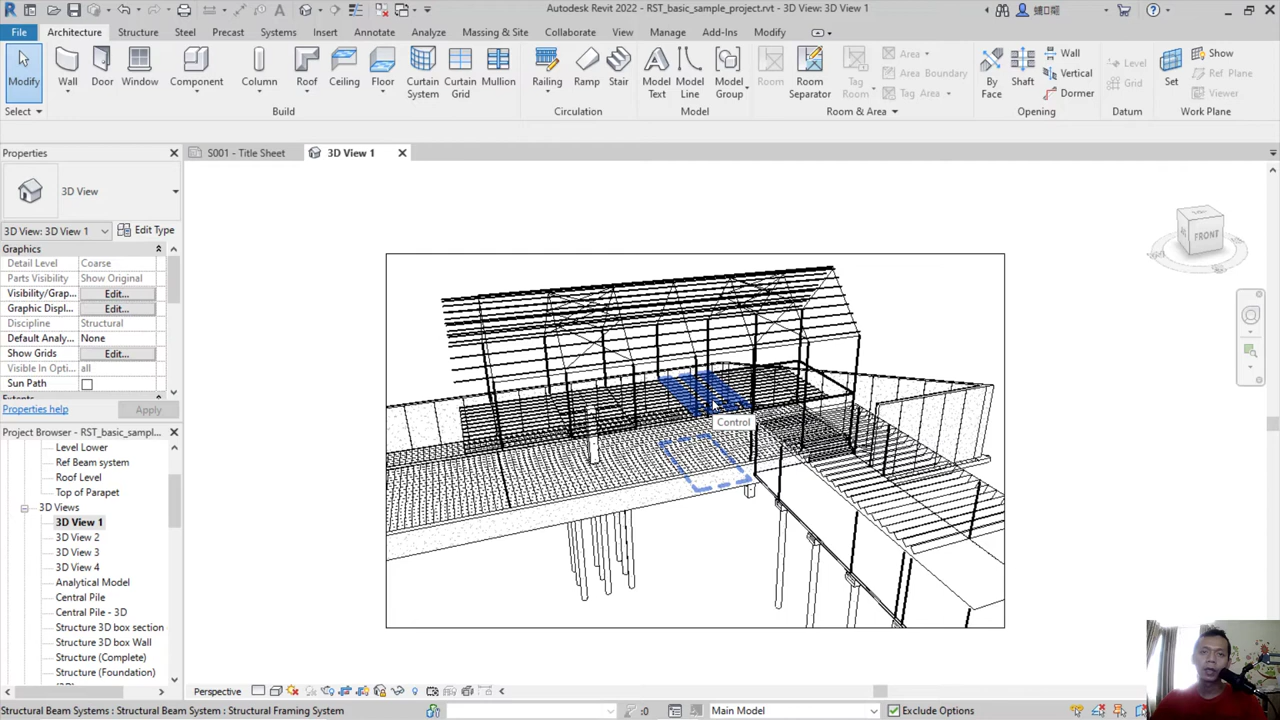 Autodesk Revit 2022 - RST_basic_sample_project.rvt - 3D View: 3D View 1
File Architecture Structure Steel Precast Systems Insert Annotate Analyze Massing & Site Collaborate View Manage Add-Ins Modify
Modify Wall Door Window Component Column Roof Ceiling Floor Curtain System Curtain Grid Mullion Railing Ramp Stair Model Text Model Line Model Group Room Room Separator Tag Room
Area
Area Boundary
Tag Area
By Face Shaft
Wall
Vertical
Dormer
Level
Grid
Set
Show
Ref Plane
Viewer
Select Build Circulation Model Room & Area Opening Datum Work Plane
Properties
S001 - Title Sheet 3D View 1
3D View
3D View: 3D View 1 Edit Type
Graphics
Detail Level Coarse
Parts Visibility Show Original
Visibility/Grap... Edit...
Graphic Displ... Edit...
Discipline Structural
Default Analy... None
Show Grids Edit...
Visible In Opti... all
Sun Path
Properties help Apply
Project Browser - RST_basic_sampl...
Level Lower
Ref Beam system
Roof Level
Top of Parapet
3D Views
3D View 1
3D View 2
3D View 3
3D View 4
Analytical Model
Central Pile
Central Pile - 3D
Structure 3D box section
Structure 3D box Wall
Structure (Complete)
Structure (Foundation)
FRONT
Control
Perspective
Structural Beam Systems : Structural Beam Systems : Structural Framing System :0 Main Model Exclude Options